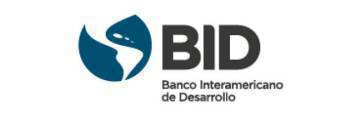 BID
Banco Interamericano
de Desarrollo